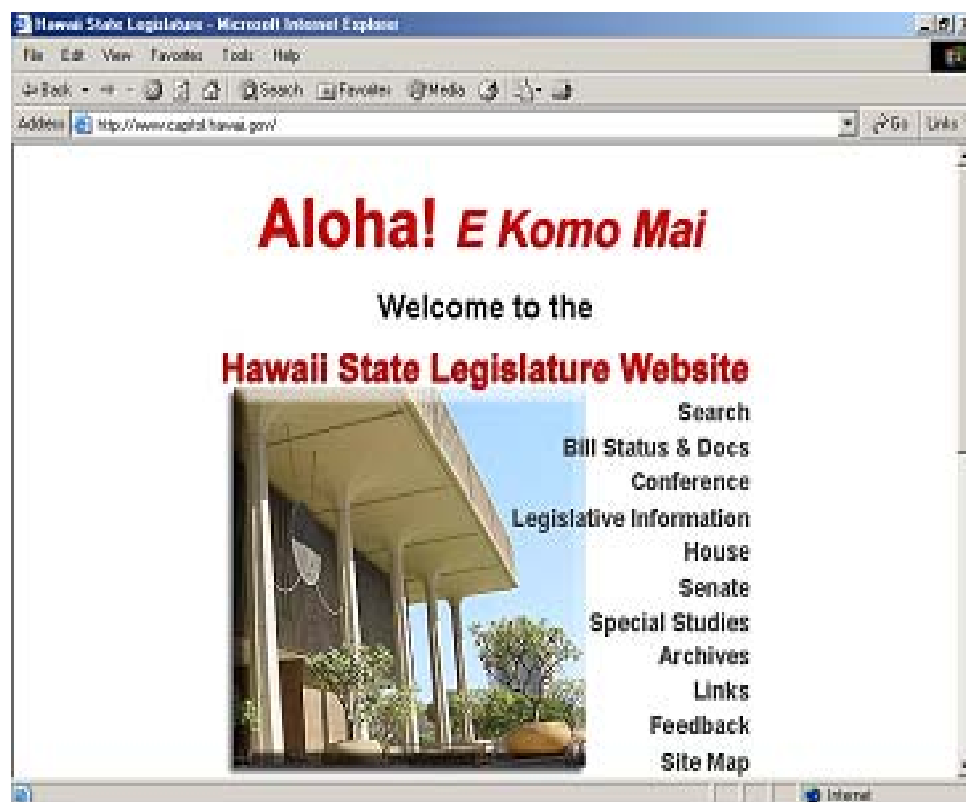 Hawaii State Legislature - Microsoft Internet Explorer
File Edit View Favorites Tools Help
Back Search Favorites Media
Address http://www.capitol.hawaii.gov/ Go Links
Aloha! E Komo Mai
Welcome to the
Hawaii State Legislature Website
Search
Bill Status & Docs
Conference
Legislative Information
House
Senate
Special Studies
Archives
Links
Feedback
Site Map
Internet